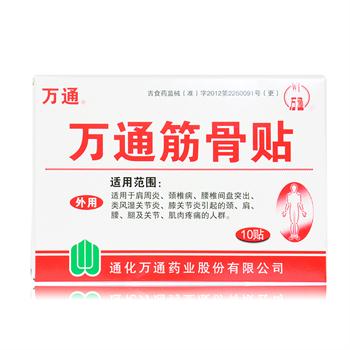 万通®
吉食药监械(准)字2012第2260091号(更)
万通
万通筋骨贴
外用
适用范围:
适用于肩周炎、颈椎病、腰椎间盘突出、
类风湿关节炎、膝关节炎引起的颈、肩、
腰、腿及关节、肌肉疼痛的人群。
10贴
通化万通药业股份有限公司